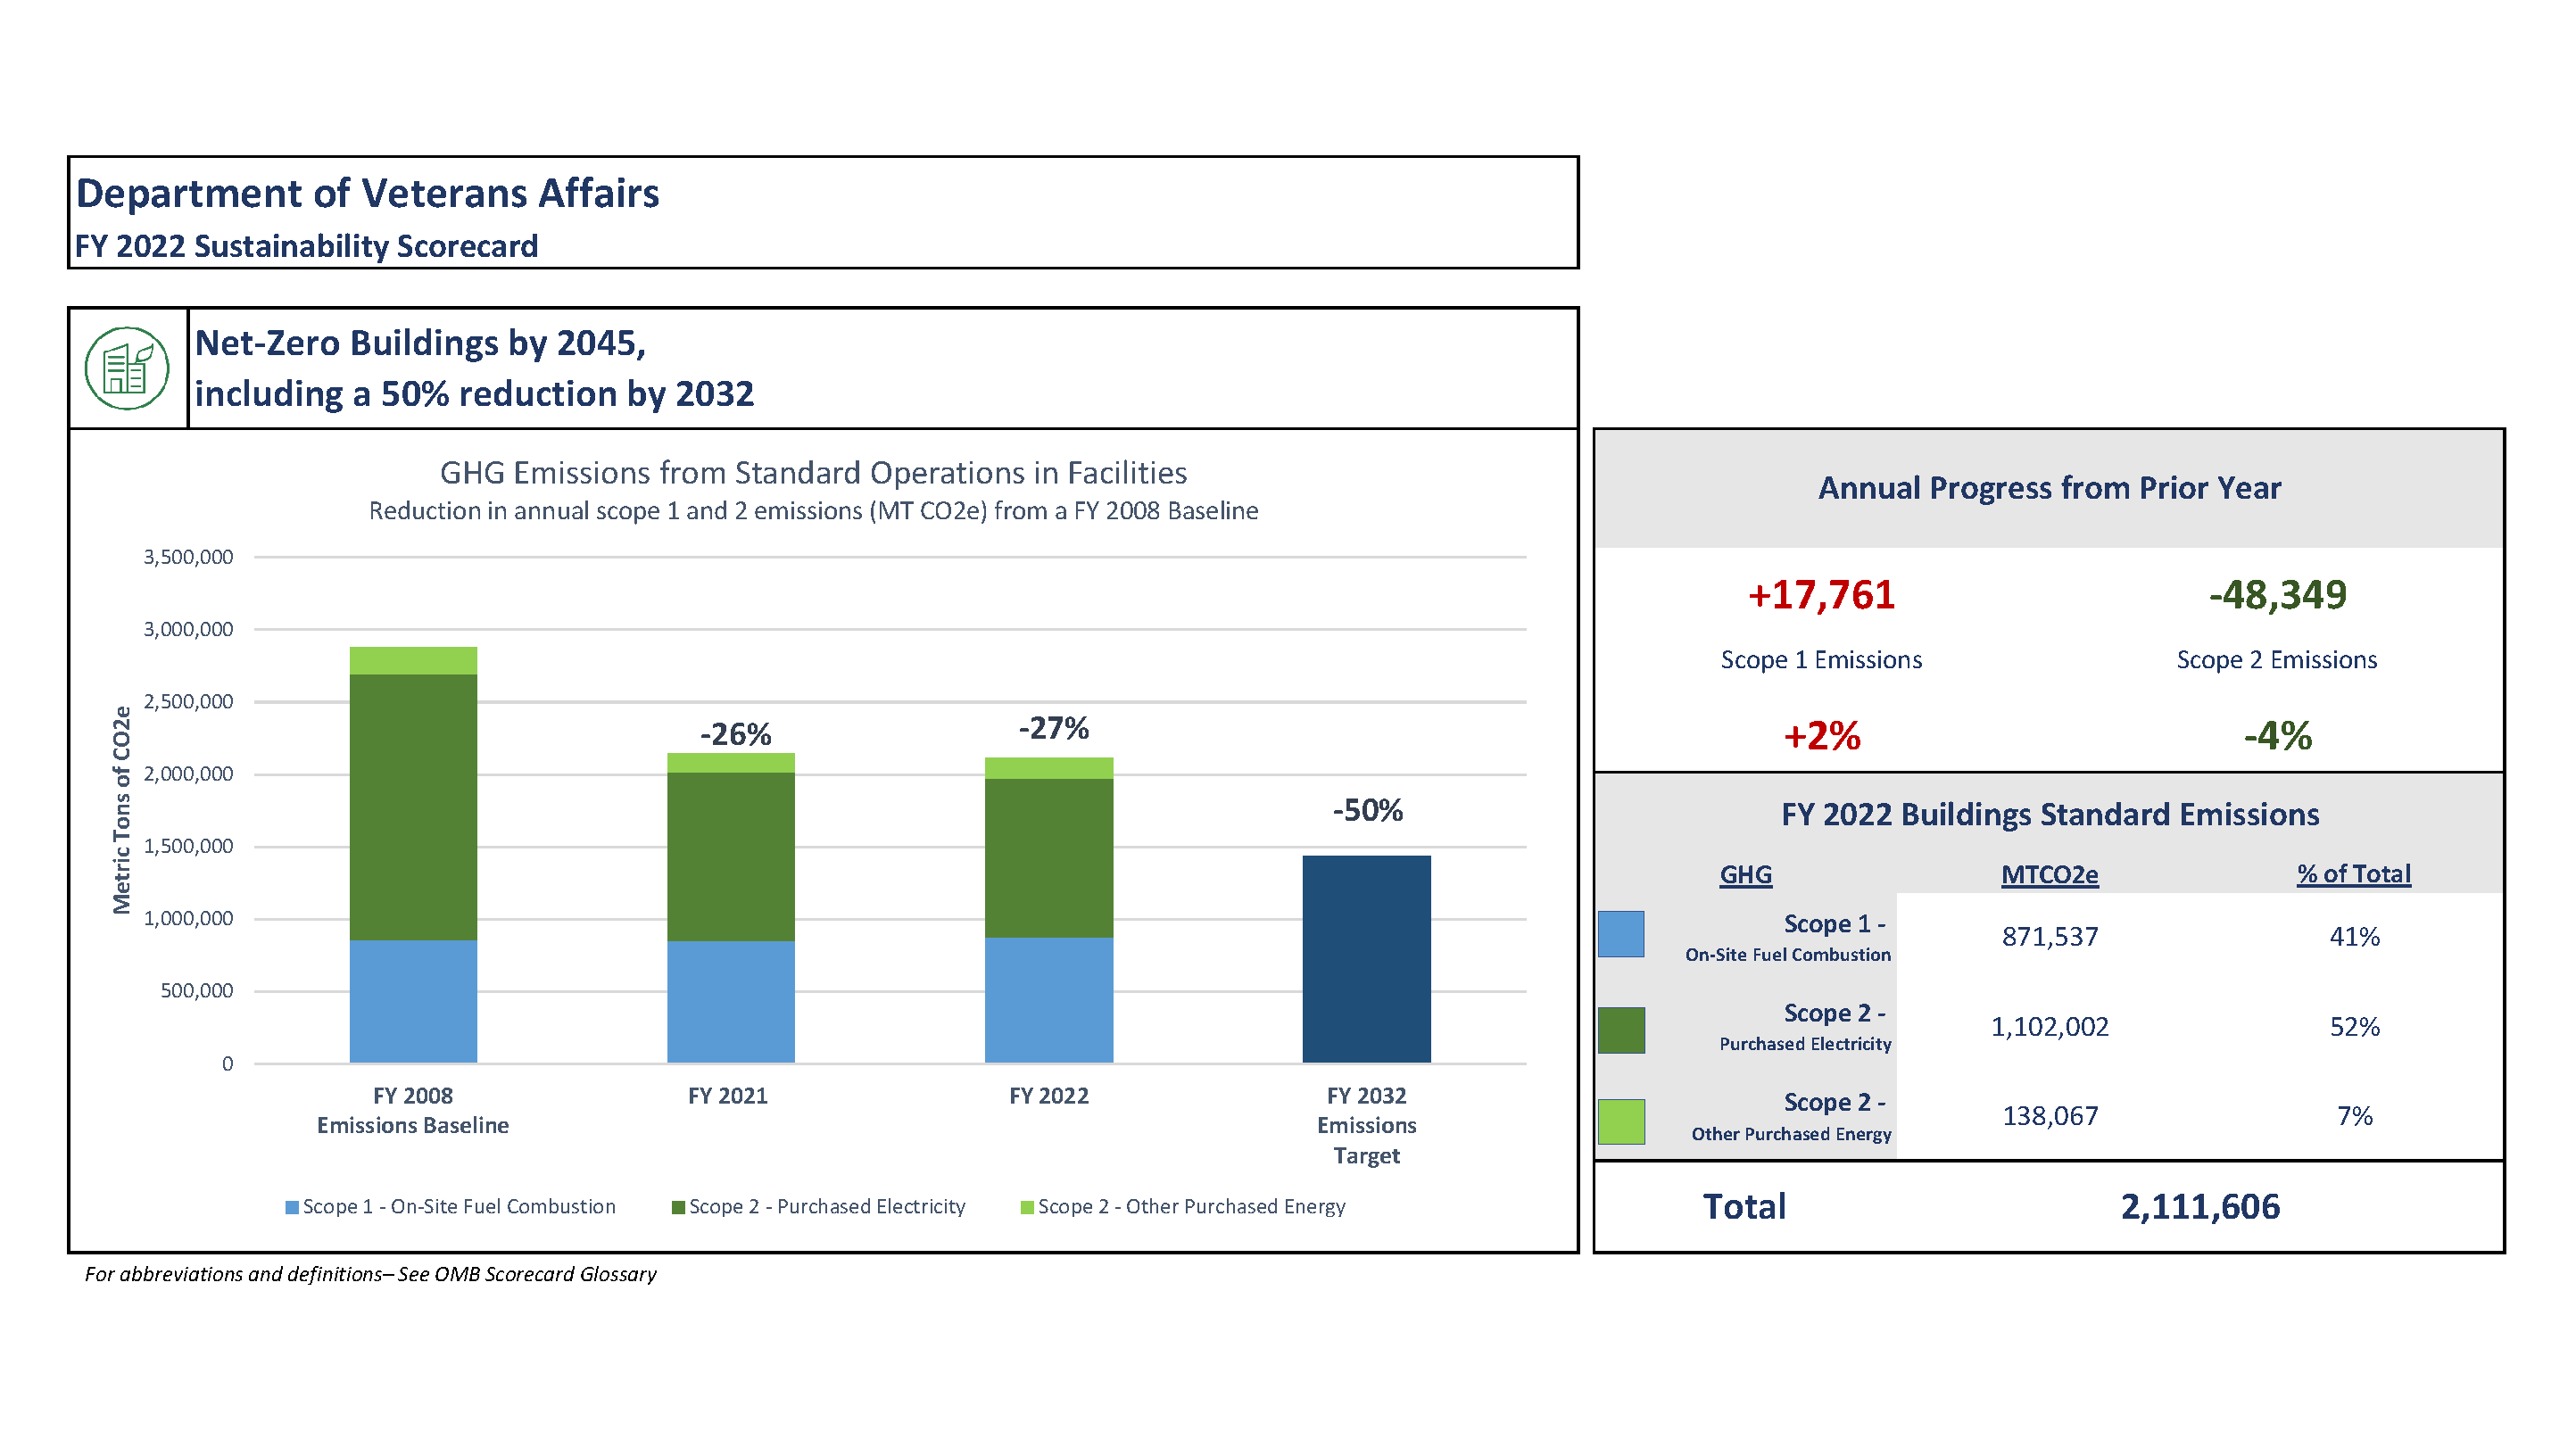 Department of Veterans Affairs
FY 2022 Sustainability Scorecard
Net-Zero Buildings by 2045,
including a 50% reduction by 2032
GHG Emissions from Standard Operations in Facilities
Reduction in annual scope 1 and 2 emissions (MT CO2e) from a FY 2008 Baseline
Metric Tons of CO2e
3,500,000
3,000,000
2,500,000
2,000,000
1,500,000
1,000,000
500,000
0
-26%
-27%
-50%
FY 2008
Emissions Baseline
FY 2021
FY 2022
FY 2032
Emissions
Target
Scope 1 - On-Site Fuel Combustion
Scope 2 - Purchased Electricity
Scope 2 - Other Purchased Energy
For abbreviations and definitions– See OMB Scorecard Glossary
Annual Progress from Prior Year
+17,761 -48,349
Scope 1 Emissions Scope 2 Emissions
+2% -4%
FY 2022 Buildings Standard Emissions
GHG MTCO2e % of Total
Scope 1 -
On-Site Fuel Combustion
871,537 41%
Scope 2 -
Purchased Electricity
1,102,002 52%
Scope 2 -
Other Purchased Energy
138,067 7%
Total 2,111,606